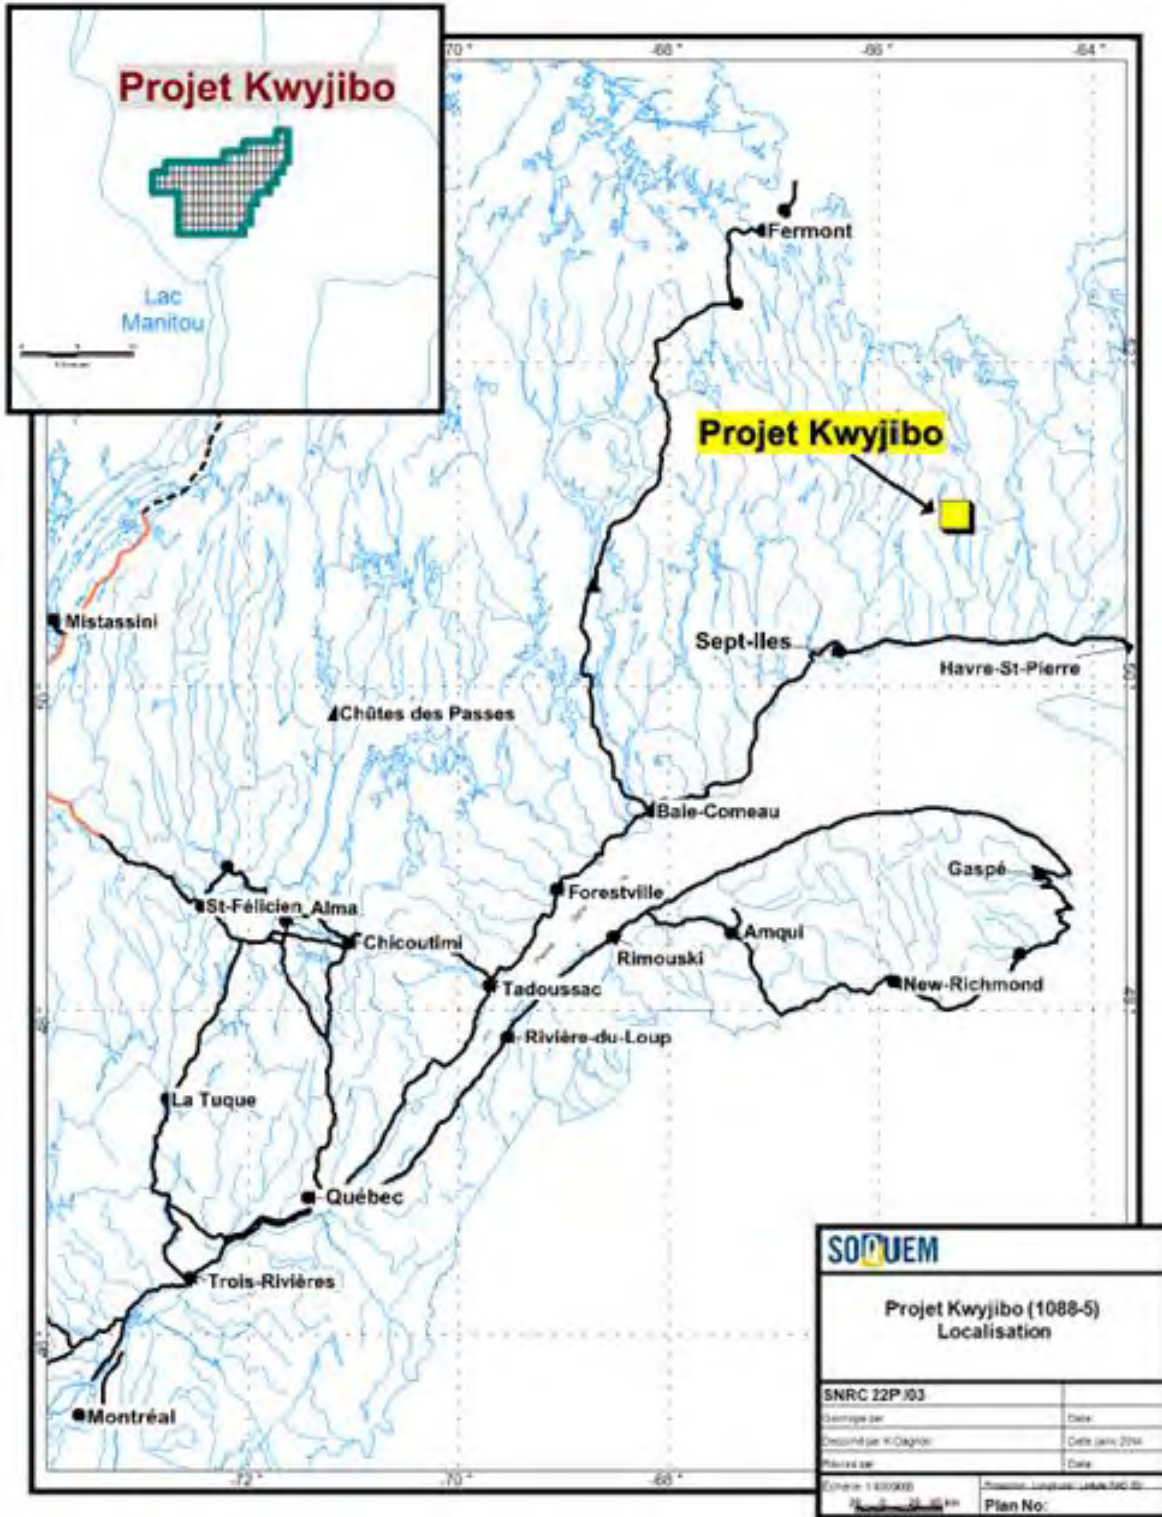 Projet Kwyjibo
Lac
Manitou
70 °
-68 °
-66 °
-64 °
Fermont
Projet Kwyjibo
Mistassini
Sept-Iles
Havre-St-Pierre
Chûtes des Passes
Baie-Comeau
Gaspé
Forestville
St-Félicien
Alma
Chicoutimi
Amqui
Rimouski
Tadoussac
New-Richmond
Rivière-du-Loup
La Tuque
Québec
Trois-Rivières
Montréal
-72 °
-70 °
-68 °
SOQUEM
Projet Kwyjibo (1088-5)
Localisation
SNRC 22P /03
Date:
Date:
Plan No: